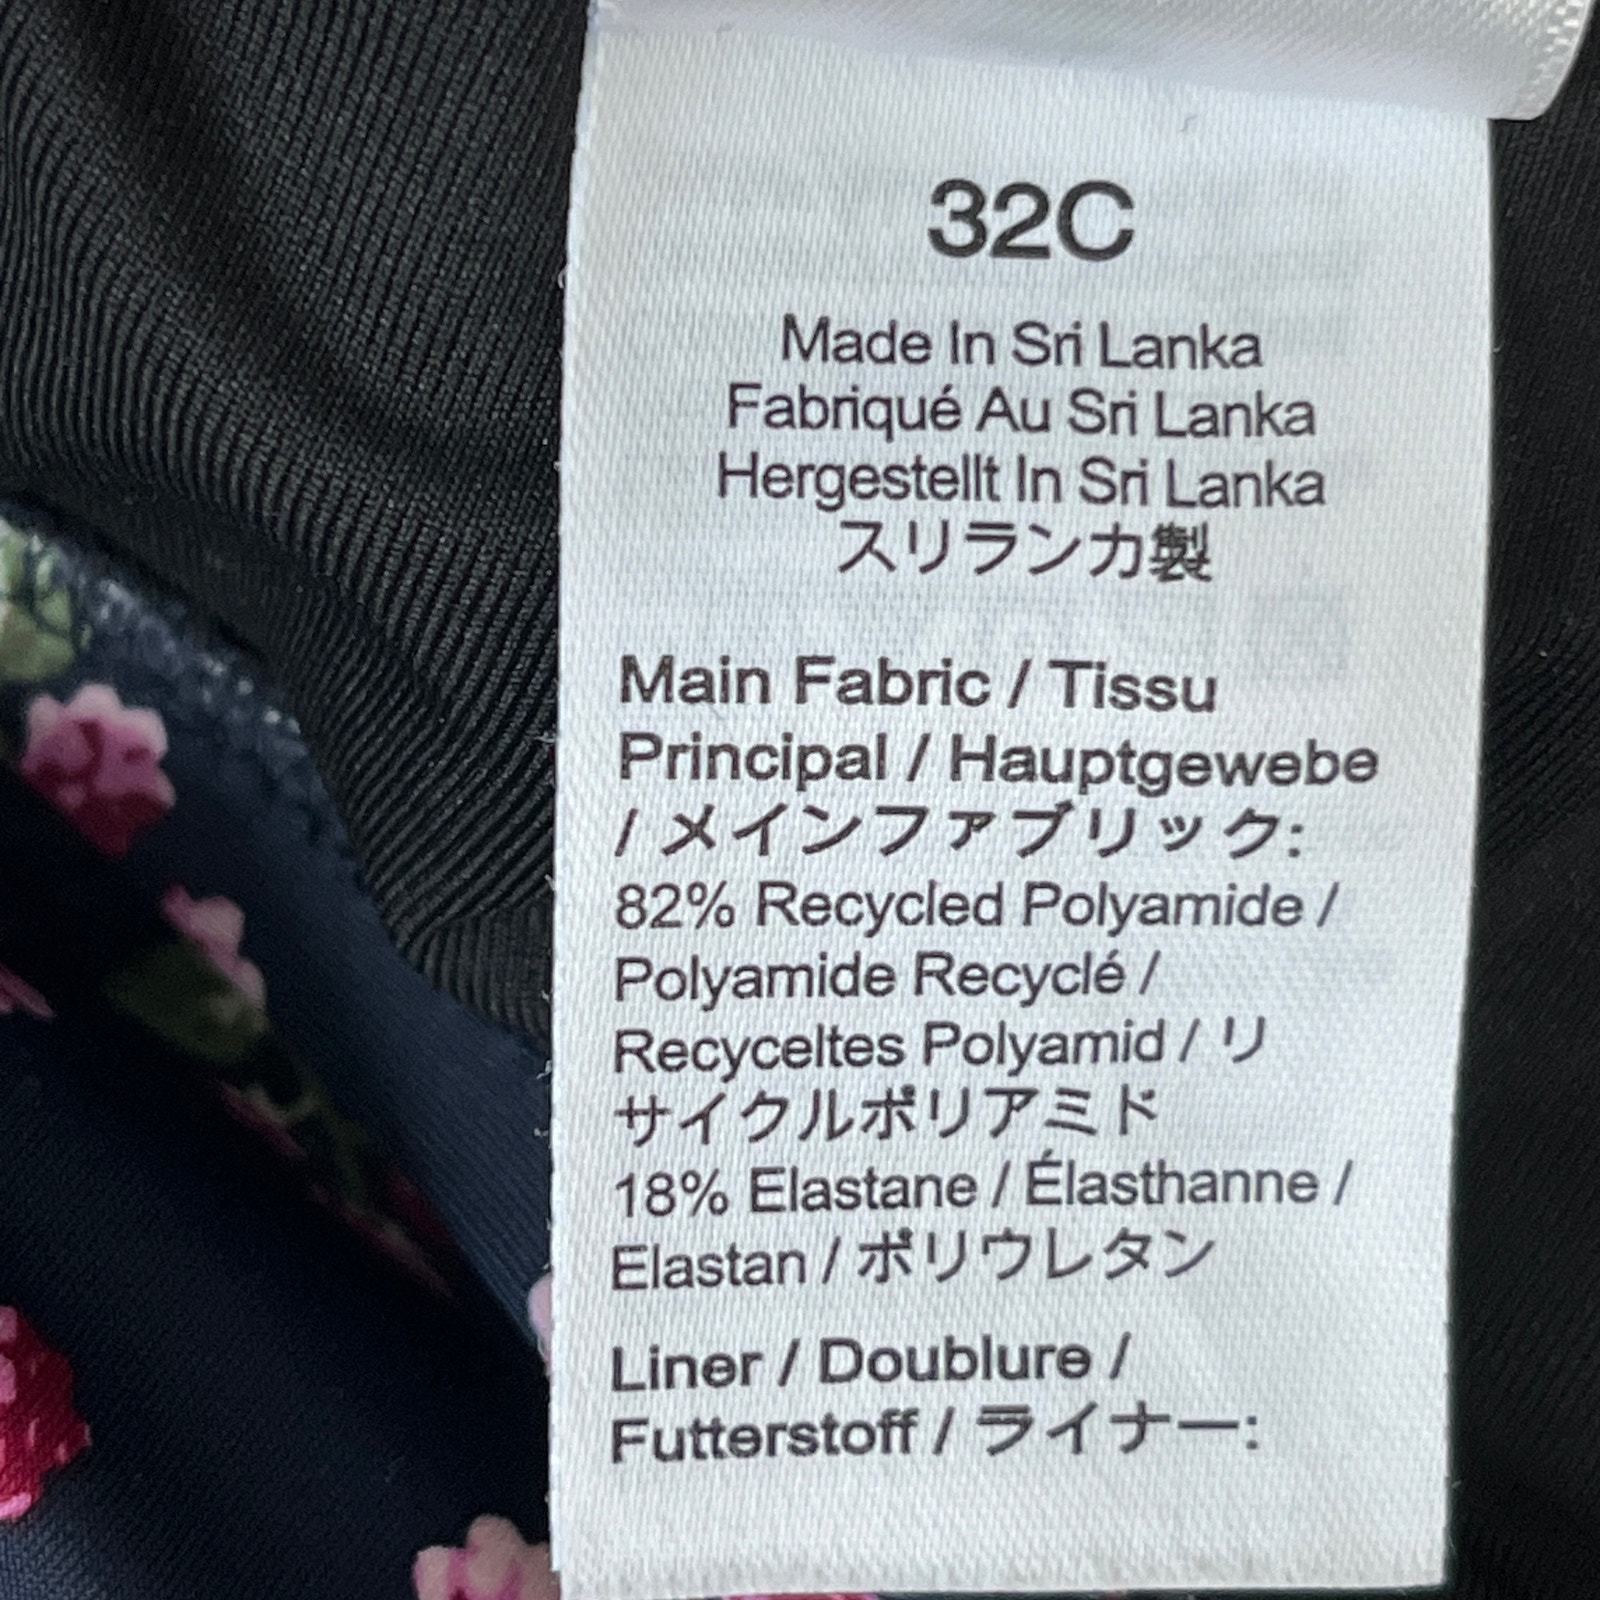 32C
Made In Sri Lanka
Fabriqué Au Sri Lanka
Hergestellt In Sri Lanka
スリランカ製
Main Fabric / Tissu
Principal / Hauptgewebe
/ メインファブリック:
82% Recycled Polyamide /
Polyamide Recyclé /
Recyceltes Polyamid / リ
サイクルポリアミド
18% Elastane / Élasthanne /
Elastan / ポリウレタン
Liner / Doublure /
Futterstoff / ライナー: